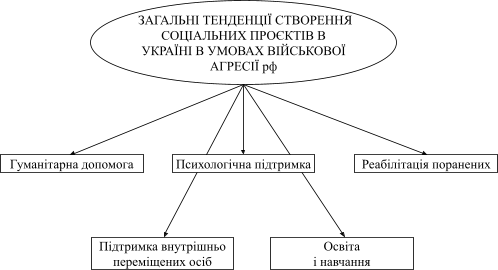 ЗАГАЛЬНІ ТЕНДЕНЦІЇ СТВОРЕННЯ
СОЦІАЛЬНИХ ПРОЄКТІВ В
УКРАЇНІ В УМОВАХ ВІЙСЬКОВОЇ
АГРЕСІЇ рф
Гуманітарна допомога
Психологічна підтримка
Реабілітація поранених
Підтримка внутрішньо
переміщених осіб
Освіта
і навчання